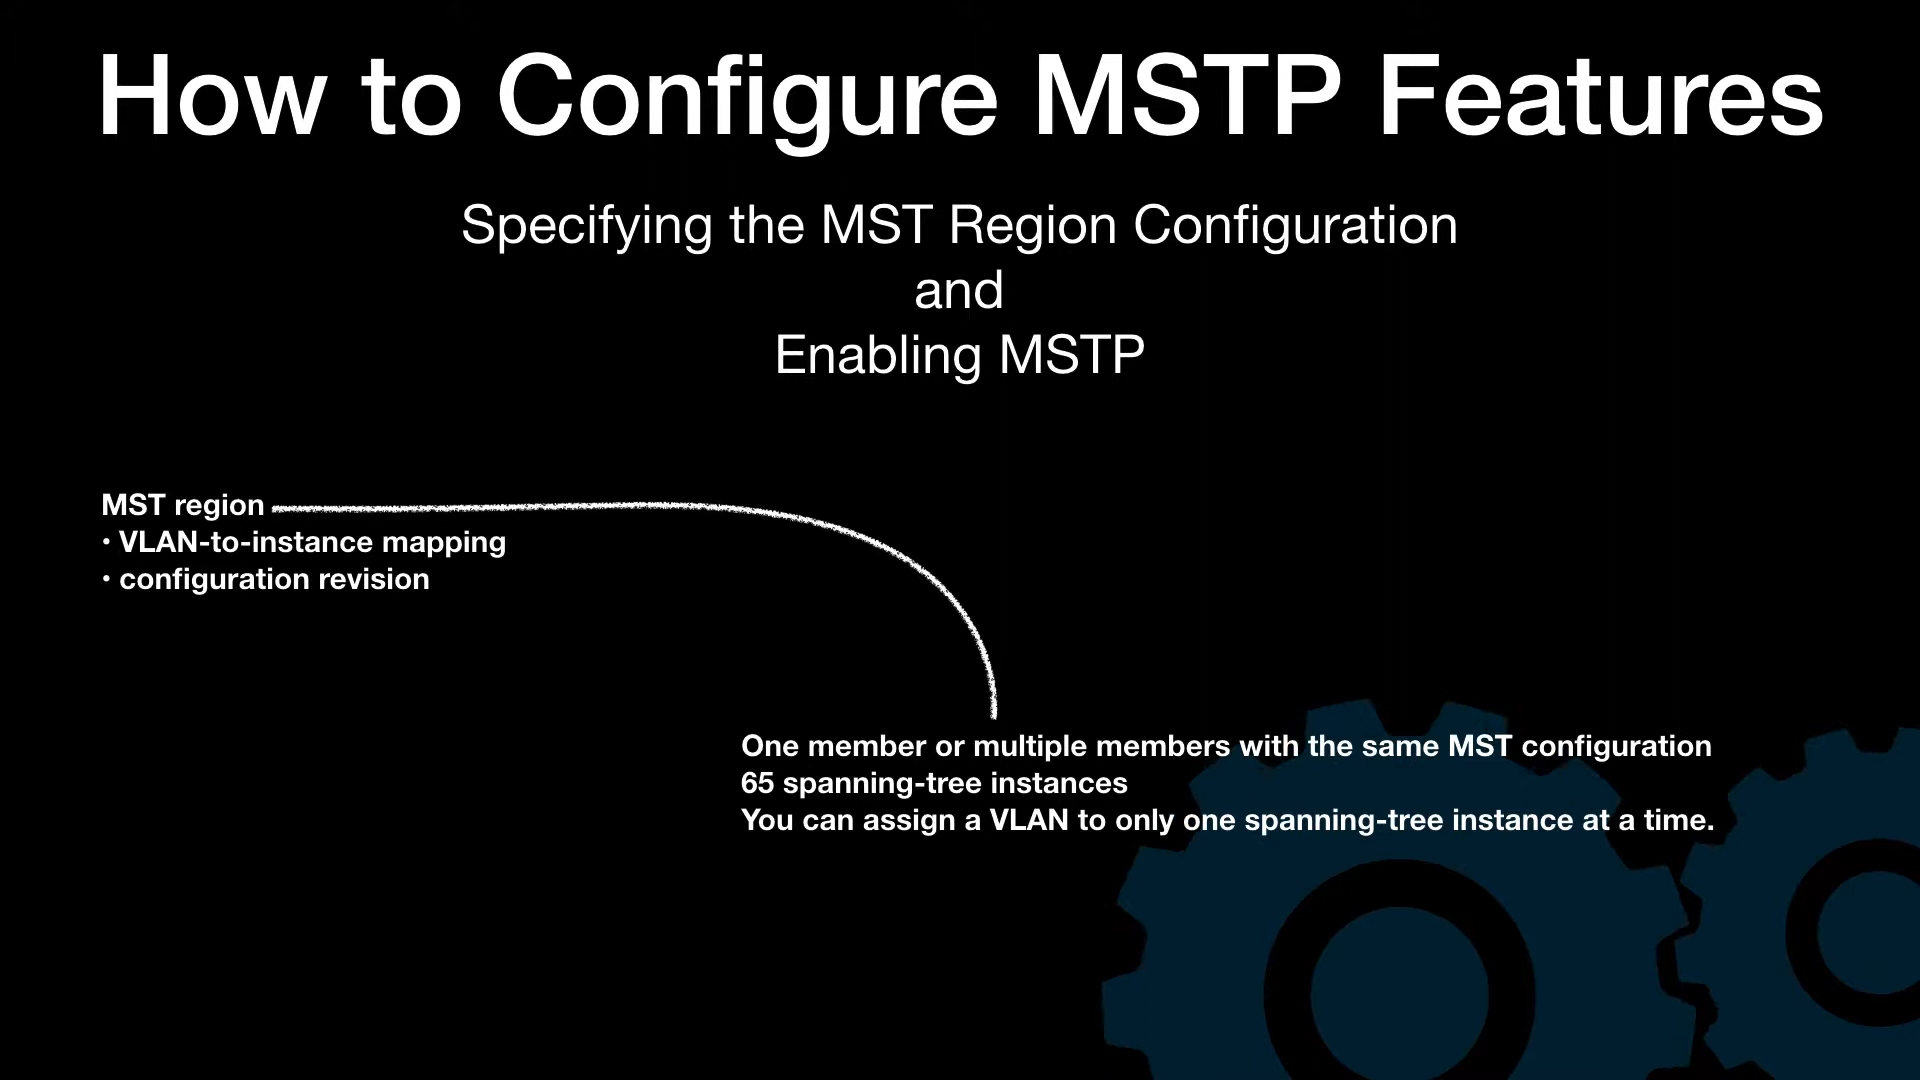 How to Configure MSTP Features
Specifying the MST Region Configuration
and
Enabling MSTP
MST region
• VLAN-to-instance mapping
• configuration revision
One member or multiple members with the same MST configuration
65 spanning-tree instances
You can assign a VLAN to only one spanning-tree instance at a time.